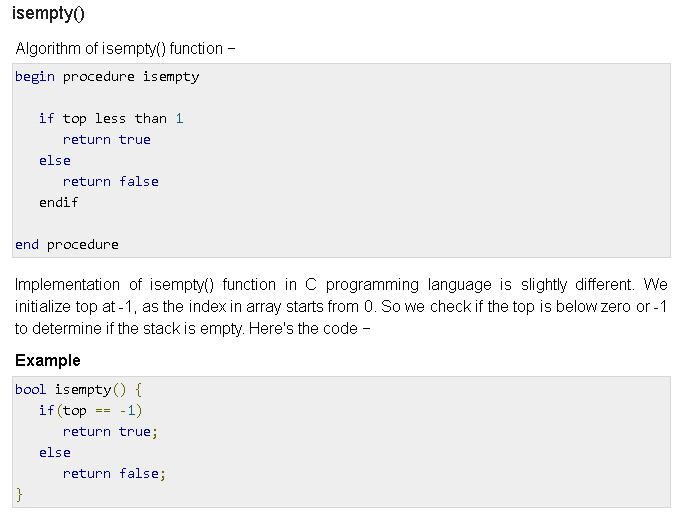 isempty()
Algorithm of isempty() function –
begin procedure isempty
if top less than 1
return true
else
return false
endif
end procedure
Implementation of isempty() function in C programming language is slightly different. We
initialize top at -1, as the index in array starts from 0. So we check if the top is below zero or -1
to determine if the stack is empty. Here's the code –
Example
bool isempty() {
if(top == -1)
return true;
else
return false;
}